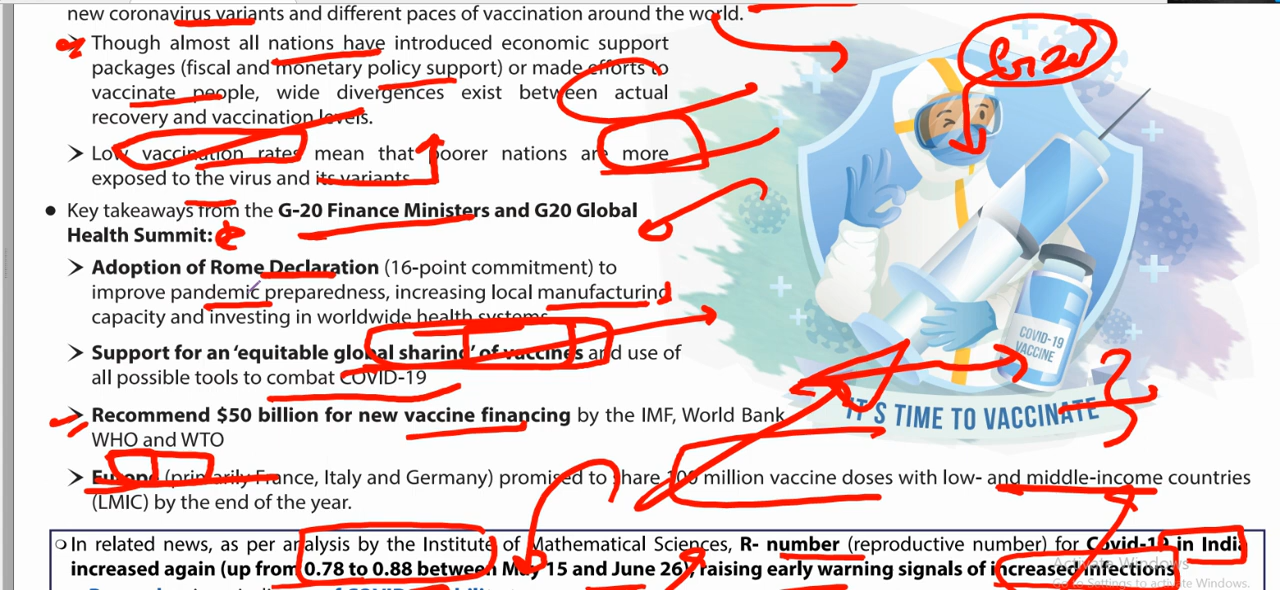 new coronavirus variants and different paces of vaccination around the world.
➤ Though almost all nations have introduced economic support
packages (fiscal and monetary policy support) or made efforts to
vaccinate people, wide divergences exist between actual
recovery and vaccination levels.
➤ Low vaccination rates mean that poorer nations are more
exposed to the virus and its variants
● Key takeaways from the G-20 Finance Ministers and G20 Global
Health Summit:
➤ Adoption of Rome Declaration (16-point commitment) to
improve pandemic preparedness, increasing local manufacturing
capacity and investing in worldwide health systems
➤ Support for an 'equitable global sharing' of vaccines and use of
all possible tools to combat COVID-19
➤ Recommend $50 billion for new vaccine financing by the IMF, World Bank
WHO and WTO
➤ Europe (primarily France, Italy and Germany) promised to share 100 million vaccine doses with low- and middle-income countries
(LMIC) by the end of the year.
○ In related news, as per analysis by the Institute of Mathematical Sciences, R- number (reproductive number) for Covid-19 in India
increased again (up from 0.78 to 0.88 between May 15 and June 26), raising early warning signals of increased infections
COVID-19
VACCINE
IT'S TIME TO VACCINATE
Activate Windows
Go to Settings to activate Windows.